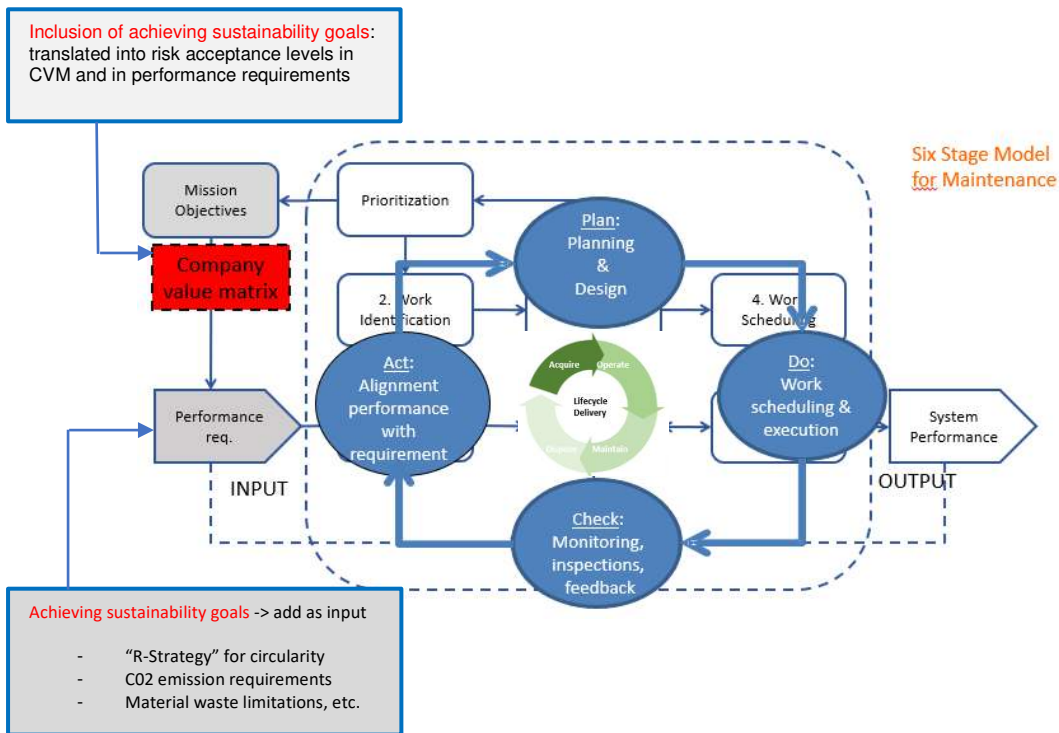 Inclusion of achieving sustainability goals:
translated into risk acceptance levels in
CVM and in performance requirements
Six Stage Model
for Maintenance
Mission
Objectives
Prioritization
Plan:
Planning
&
Design
Company
value matrix
2. Work
Identification
4. Work
Scheduling
Act:
Alignment
performance
with
requirement
Acquire
Operate
Lifecycle
Delivery
Dispose
Maintain
Do:
Work
scheduling &
execution
Performance
req.
System
Performance
INPUT
OUTPUT
Check:
Monitoring,
inspections,
feedback
Achieving sustainability goals -> add as input
- “R-Strategy” for circularity
- C02 emission requirements
- Material waste limitations, etc.